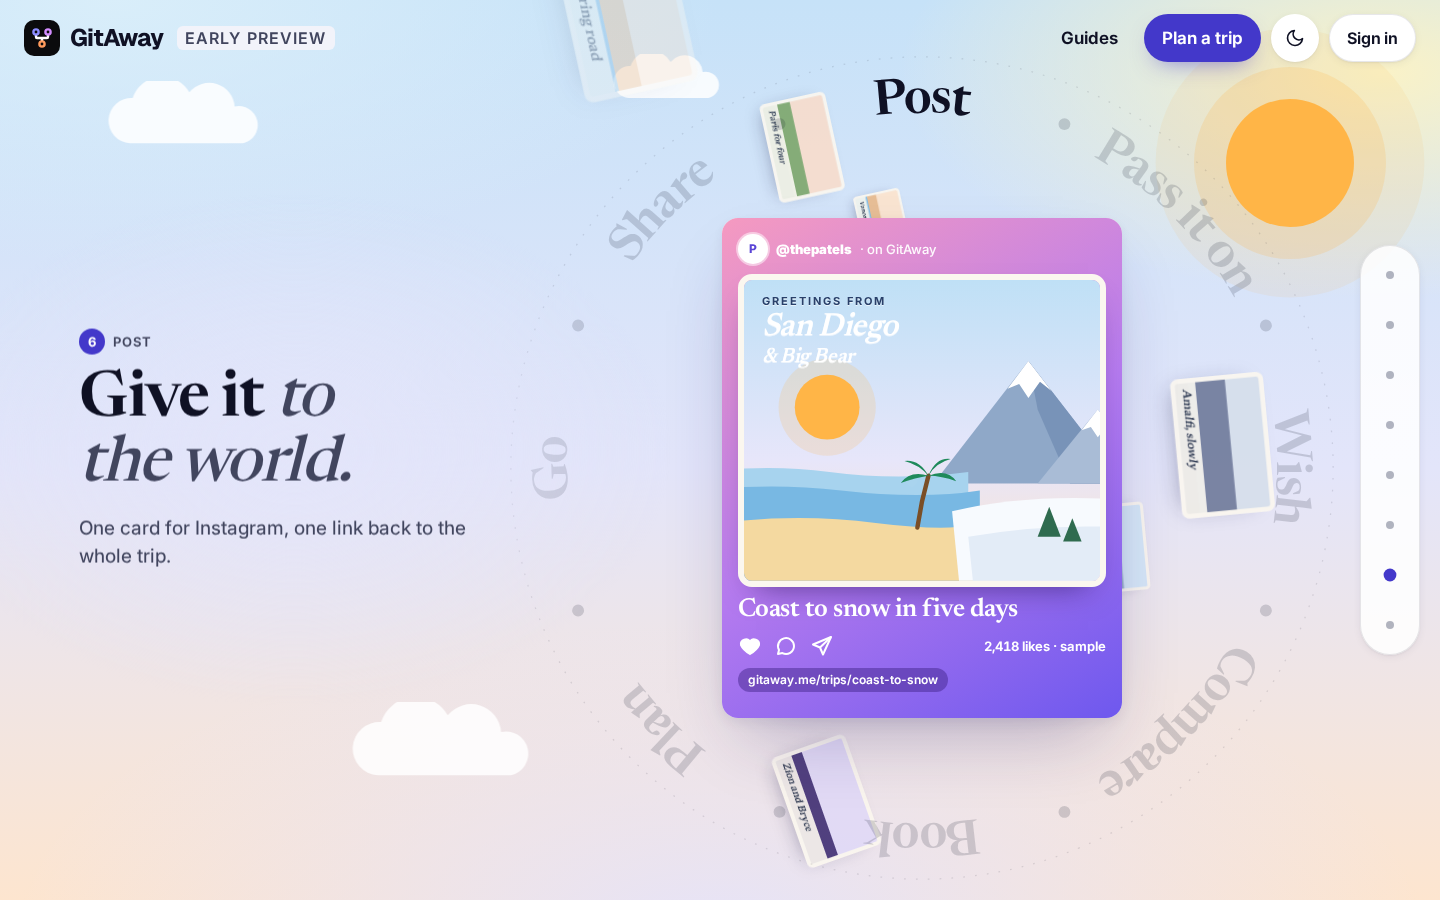 GitAway
EARLY PREVIEW
Guides
Plan a trip
Sign in
ring road
Post
Paris for four
Share
Pass it on
P
@thepatels · on GitAway
GREETINGS FROM
San Diego
& Big Bear
6
POST
Give it to
the world.
One card for Instagram, one link back to the
whole trip.
Amalfi, slowly
Wish
Go
Coast to snow in five days
2,418 likes · sample
gitaway.me/trips/coast-to-snow
Plan
Compare
Zion and Bryce
Book